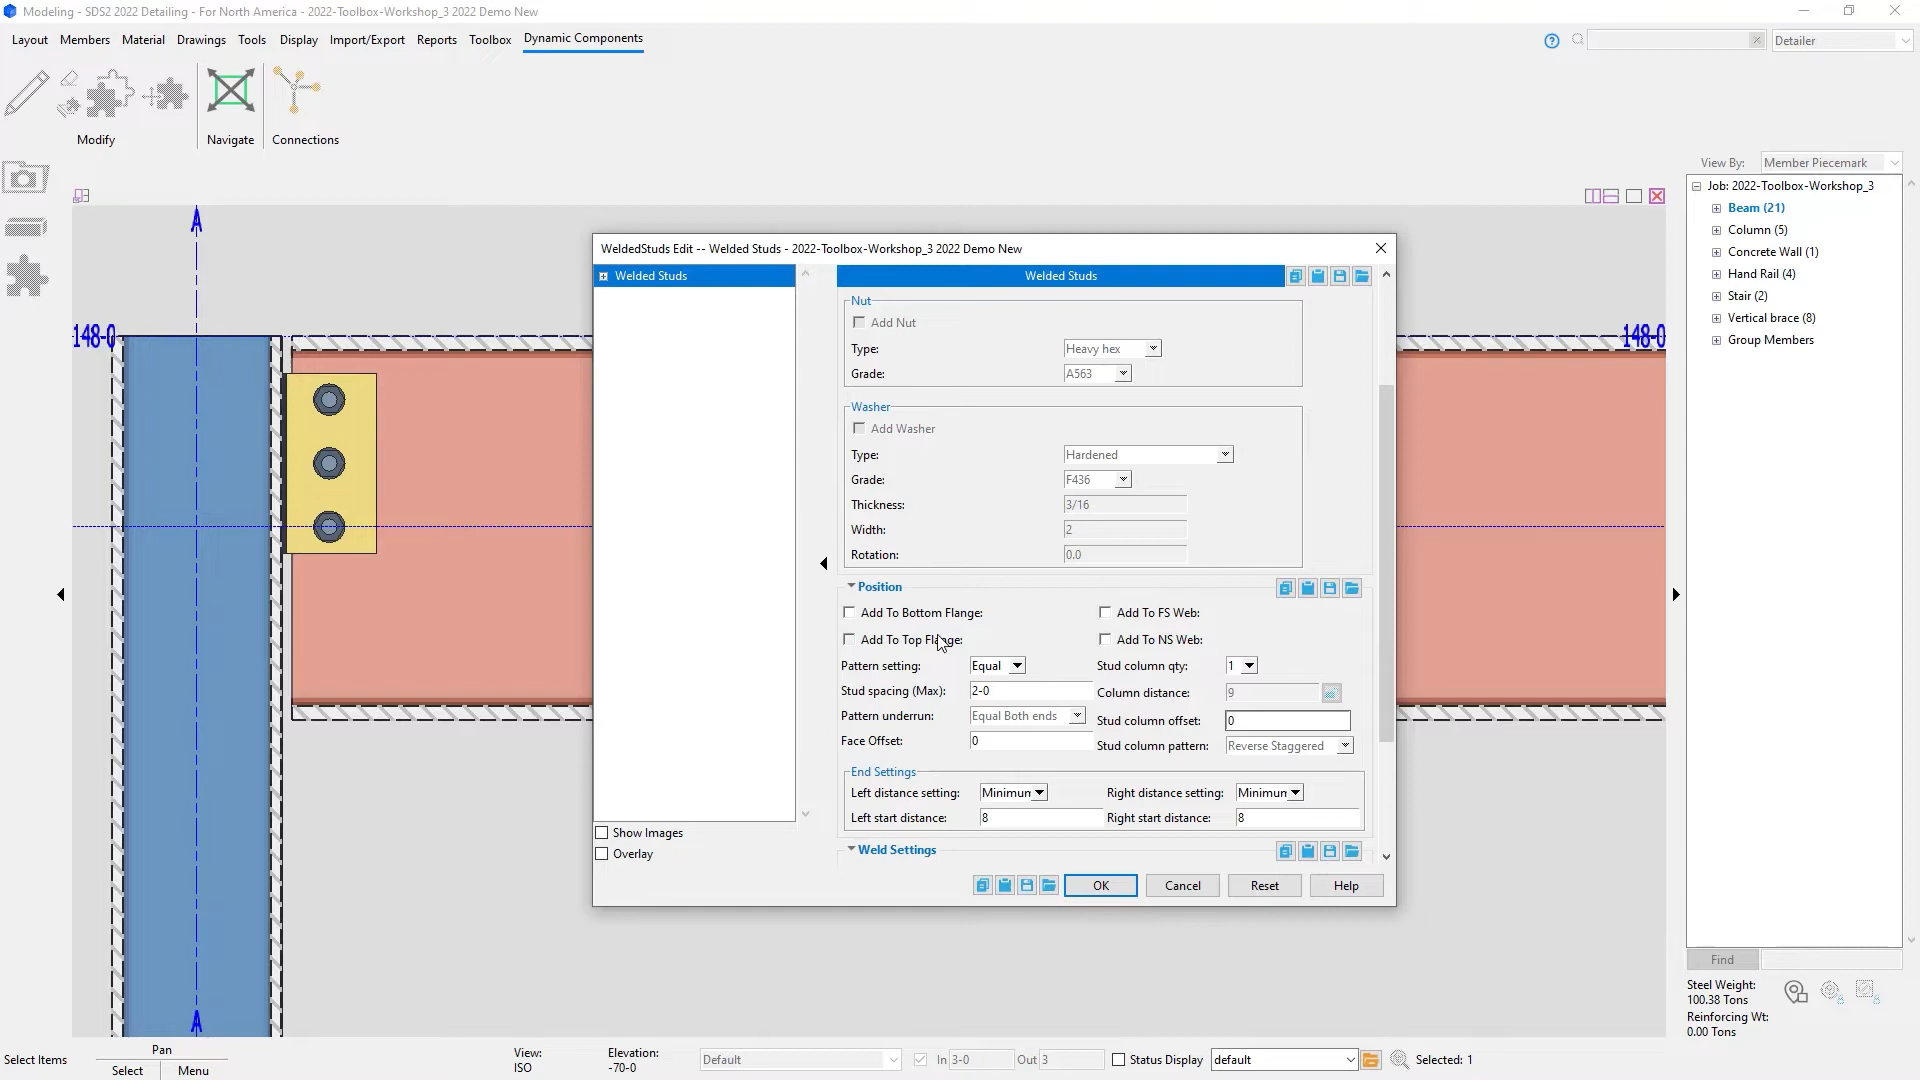 Modeling - SDS2 2022 Detailing - For North America - 2022-Toolbox-Workshop_3 2022 Demo New
Layout Members Material Drawings Tools Display Import/Export Reports Toolbox Dynamic Components
Detailer
Modify Navigate Connections
View By: Member Piecemark
Job: 2022-Toolbox-Workshop_3
Beam (21)
Column (5)
Concrete Wall (1)
Hand Rail (4)
Stair (2)
Vertical brace (8)
Group Members
A
148-0
148-0
A
WeldedStuds Edit -- Welded Studs - 2022-Toolbox-Workshop_3 2022 Demo New
Welded Studs
Show Images
Overlay
Welded Studs
Nut
Add Nut
Type: Heavy hex
Grade: A563
Washer
Add Washer
Type: Hardened
Grade: F436
Thickness: 3/16
Width: 2
Rotation: 0.0
Position
Add To Bottom Flange: Add To FS Web:
Add To Top Flange: Add To NS Web:
Pattern setting: Equal Stud column qty: 1
Stud spacing (Max): 2-0 Column distance: 9
Pattern underrun: Equal Both ends Stud column offset: 0
Face Offset: 0 Stud column pattern: Reverse Staggered
End Settings
Left distance setting: Minimum Right distance setting: Minimum
Left start distance: 8 Right start distance: 8
Weld Settings
OK Cancel Reset Help
Find
Steel Weight:
100.38 Tons
Reinforcing Wt:
0.00 Tons
Select Items
Pan
Select Menu
View:
ISO
Elevation:
-70-0
Default In 3-0 Out 3 Status Display default Selected: 1